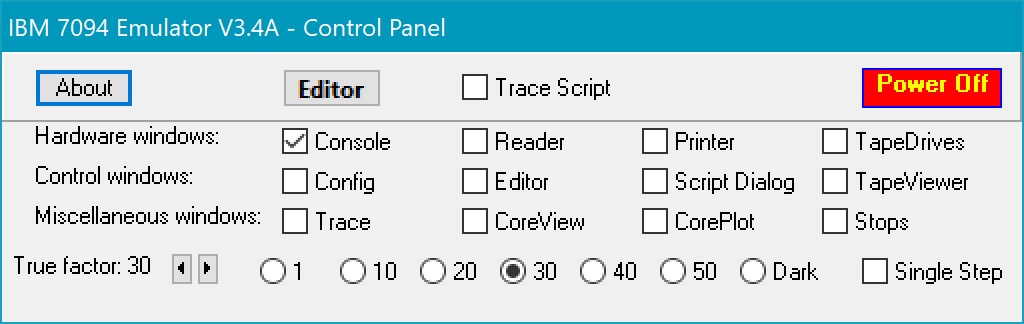 IBM 7094 Emulator V3.4A - Control Panel
About Editor Trace Script Power Off
Hardware windows: Console Reader Printer TapeDrives
Control windows: Config Editor Script Dialog TapeViewer
Miscellaneous windows: Trace CoreView CorePlot Stops
True factor: 30 1 10 20 30 40 50 Dark Single Step